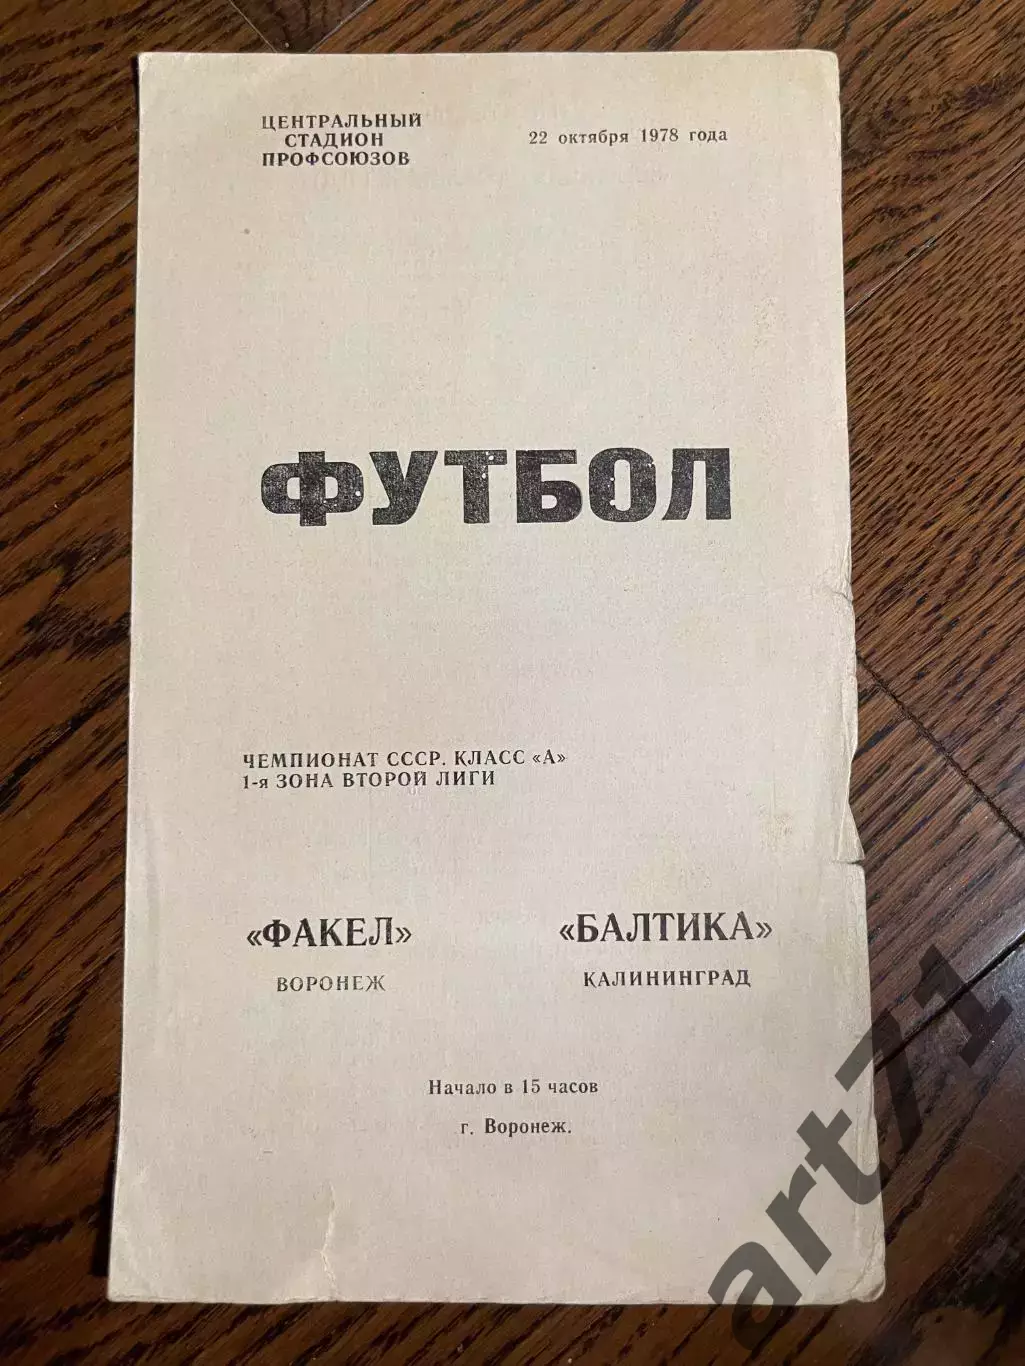 ЦЕНТРАЛЬНЫЙ
СТАДИОН
ПРОФСОЮЗОВ
22 октября 1978 года
ФУТБОЛ
ЧЕМПИОНАТ СССР. КЛАСС «А»
1-я ЗОНА ВТОРОЙ ЛИГИ
«ФАКЕЛ»
ВОРОНЕЖ
«БАЛТИКА»
КАЛИНИНГРАД
Начало в 15 часов
г. Воронеж.
art71